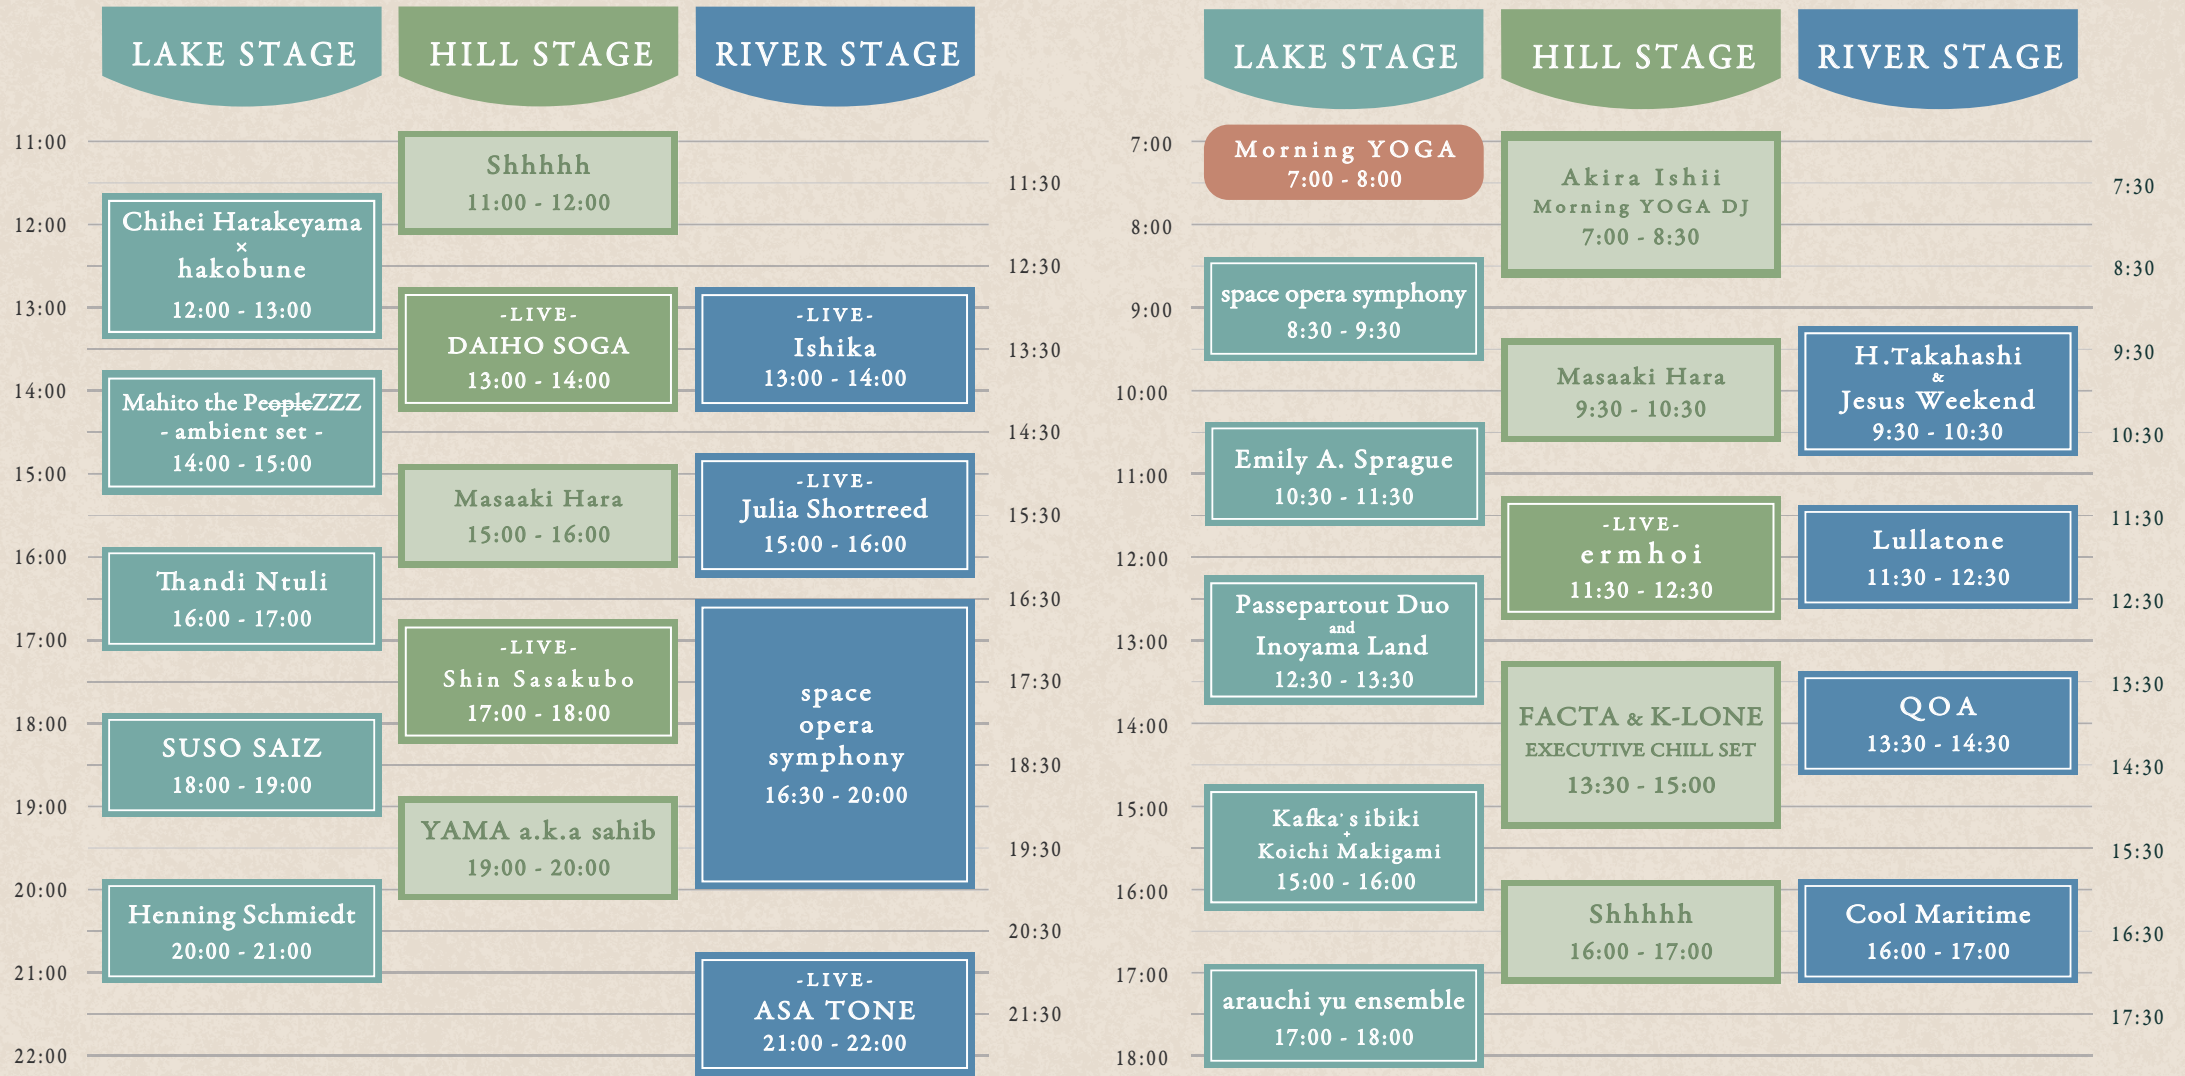 LAKE STAGE
HILL STAGE
RIVER STAGE
11:00
Shhhhh
11:00 - 12:00
11:30
Chihei Hatakeyama
×
hakobune
12:00 - 13:00
12:00
12:30
13:00
-LIVE-
DAIHO SOGA
13:00 - 14:00
-LIVE-
Ishika
13:00 - 14:00
13:30
14:00
Mahito the PeopleZZZ
- ambient set -
14:00 - 15:00
14:30
15:00
Masaaki Hara
15:00 - 16:00
-LIVE-
Julia Shortreed
15:00 - 16:00
15:30
16:00
Thandi Ntuli
16:00 - 17:00
16:30
17:00
-LIVE-
Shin Sasakubo
17:00 - 18:00
space
opera
symphony
16:30 - 20:00
17:30
18:00
SUSO SAIZ
18:00 - 19:00
18:30
19:00
YAMA a.k.a sahib
19:00 - 20:00
19:30
20:00
Henning Schmiedt
20:00 - 21:00
20:30
21:00
-LIVE-
ASA TONE
21:00 - 22:00
21:30
22:00
LAKE STAGE
HILL STAGE
RIVER STAGE
7:00
Morning YOGA
7:00 - 8:00
Akira Ishii
Morning YOGA DJ
7:00 - 8:30
7:30
8:00
8:30
space opera symphony
8:30 - 9:30
9:00
Masaaki Hara
9:30 - 10:30
H.Takahashi
&
Jesus Weekend
9:30 - 10:30
9:30
10:00
10:30
Emily A. Sprague
10:30 - 11:30
11:00
-LIVE-
ermhoi
11:30 - 12:30
Lullatone
11:30 - 12:30
11:30
12:00
12:30
Passepartout Duo
and
Inoyama Land
12:30 - 13:30
13:00
FACTA & K-LONE
EXECUTIVE CHILL SET
13:30 - 15:00
QOA
13:30 - 14:30
13:30
14:00
14:30
15:00
Kafka's ibiki
+
Koichi Makigami
15:00 - 16:00
15:30
16:00
Shhhhh
16:00 - 17:00
Cool Maritime
16:00 - 17:00
16:30
17:00
arauchi yu ensemble
17:00 - 18:00
17:30
18:00